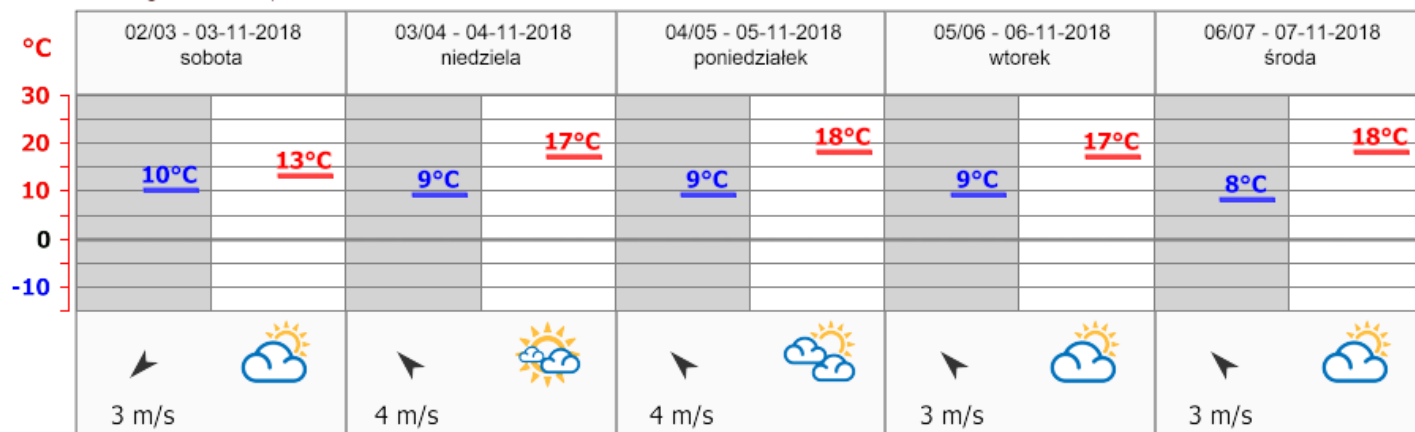 02/03 - 03-11-2018
sobota
03/04 - 04-11-2018
niedziela
04/05 - 05-11-2018
poniedziałek
05/06 - 06-11-2018
wtorek
06/07 - 07-11-2018
środa
°C
30
20
10
0
-10
10°C
13°C
9°C
17°C
9°C
18°C
9°C
17°C
8°C
18°C
3 m/s
4 m/s
4 m/s
3 m/s
3 m/s